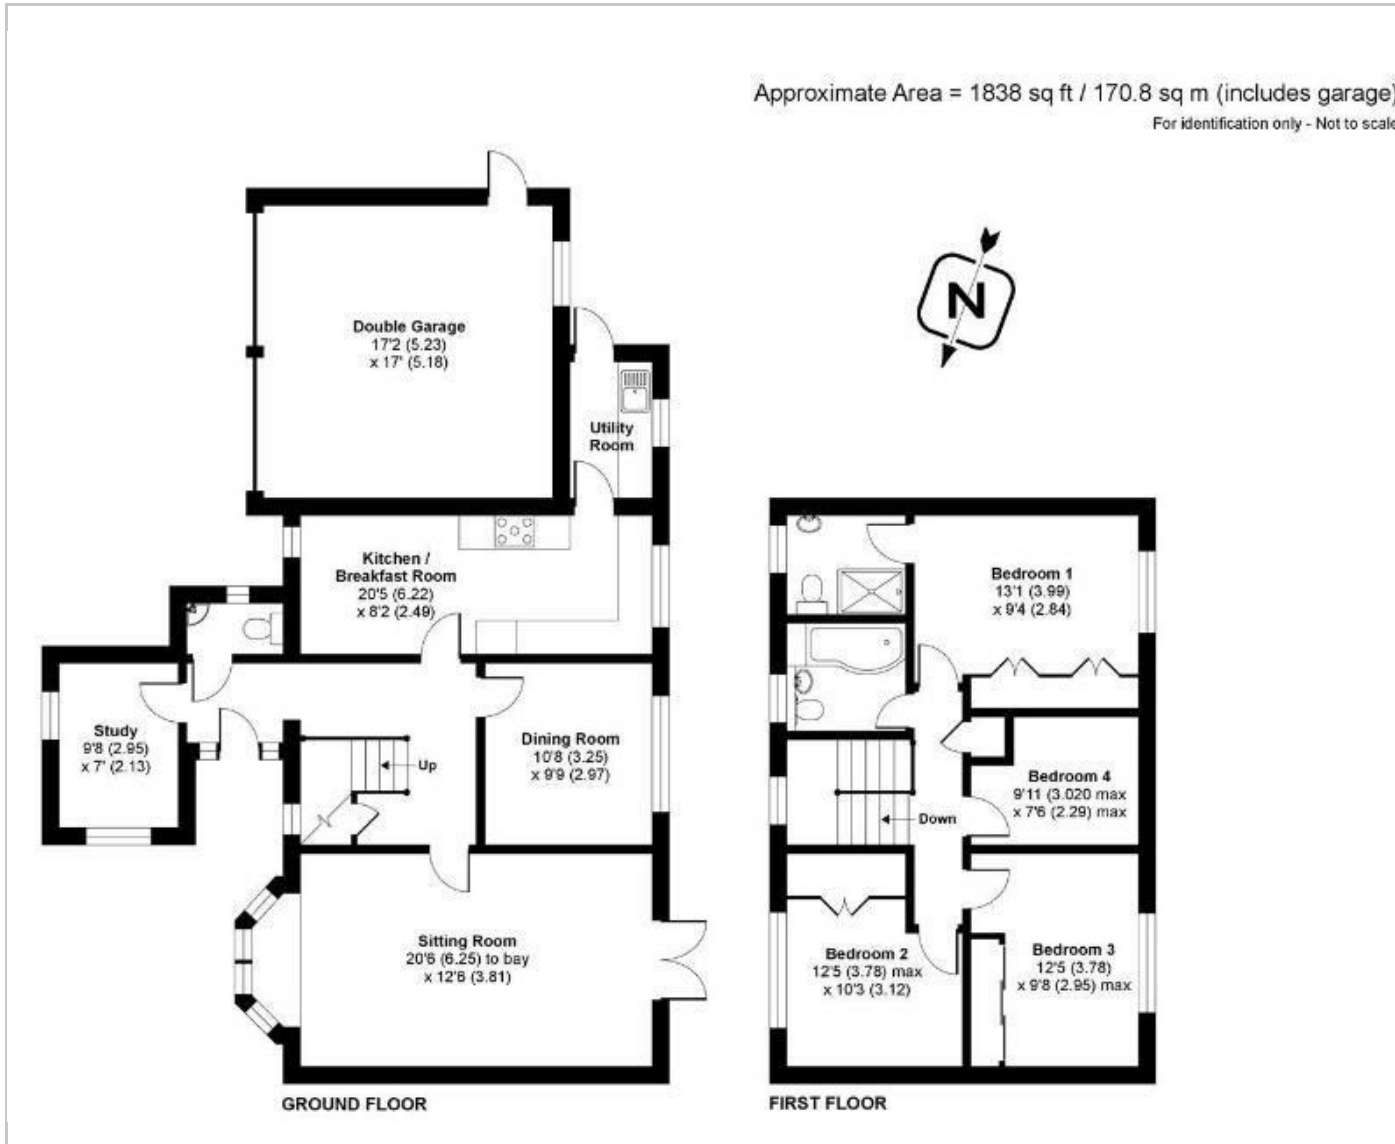 Approximate Area = 1838 sq ft / 170.8 sq m (includes garage)
For identification only - Not to scale
N
Double Garage
17'2 (5.23)
x 17' (5.18)
Utility
Room
Kitchen /
Breakfast Room
20'5 (6.22)
x 8'2 (2.49)
Study
9'8 (2.95)
x 7' (2.13)
Up
Dining Room
10'8 (3.25)
x 9'9 (2.97)
Sitting Room
20'6 (6.25) to bay
x 12'6 (3.81)
GROUND FLOOR
Bedroom 1
13'1 (3.99)
x 9'4 (2.84)
Bedroom 4
9'11 (3.020 max
x 7'6 (2.29) max
Down
Bedroom 2
12'5 (3.78) max
x 10'3 (3.12)
Bedroom 3
12'5 (3.78)
x 9'8 (2.95) max
FIRST FLOOR